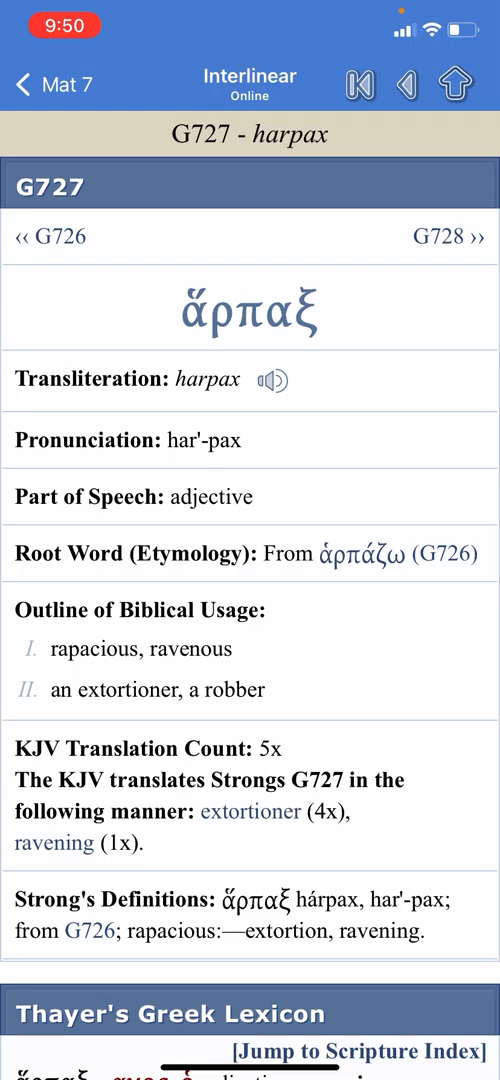 9:50
Mat 7
Interlinear
Online
G727 - harpax
G727
‹‹ G726
G728 ››
ἅρπαξ
Transliteration: harpax
Pronunciation: har'-pax
Part of Speech: adjective
Root Word (Etymology): From ἁρπάζω (G726)
Outline of Biblical Usage:
I. rapacious, ravenous
II. an extortioner, a robber
KJV Translation Count: 5x
The KJV translates Strongs G727 in the
following manner: extortioner (4x),
ravening (1x).
Strong's Definitions: ἅρπαξ hárpax, har'-pax;
from G726; rapacious:—extortion, ravening.
Thayer's Greek Lexicon
[Jump to Scripture Index]